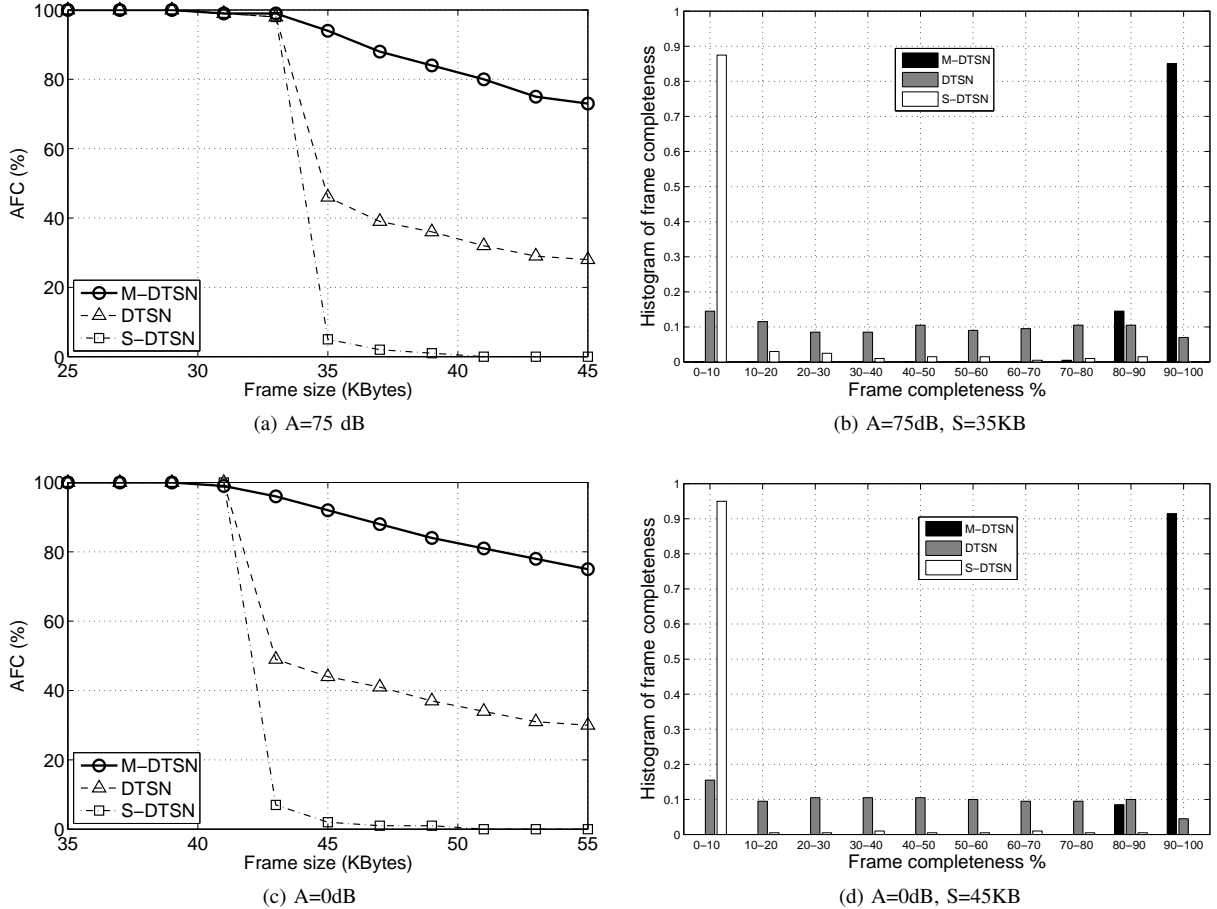 100
80
60
40
20
0
25
30
35
40
45
AFC (%)
Frame size (KBytes)
M−DTSN
DTSN
S−DTSN
(a) A=75 dB
1
0.9
0.8
0.7
0.6
0.5
0.4
0.3
0.2
0.1
0
0−10
10−20
20−30
30−40
40−50
50−60
60−70
70−80
80−90
90−100
Histogram of frame completeness
Frame completeness %
M−DTSN
DTSN
S−DTSN
(b) A=75dB, S=35KB
100
80
60
40
20
0
35
40
45
50
55
AFC (%)
Frame size (KBytes)
M−DTSN
DTSN
S−DTSN
(c) A=0dB
1
0.9
0.8
0.7
0.6
0.5
0.4
0.3
0.2
0.1
0
0−10
10−20
20−30
30−40
40−50
50−60
60−70
70−80
80−90
90−100
Histogram of frame completeness
Frame completeness %
M−DTSN
DTSN
S−DTSN
(d) A=0dB, S=45KB